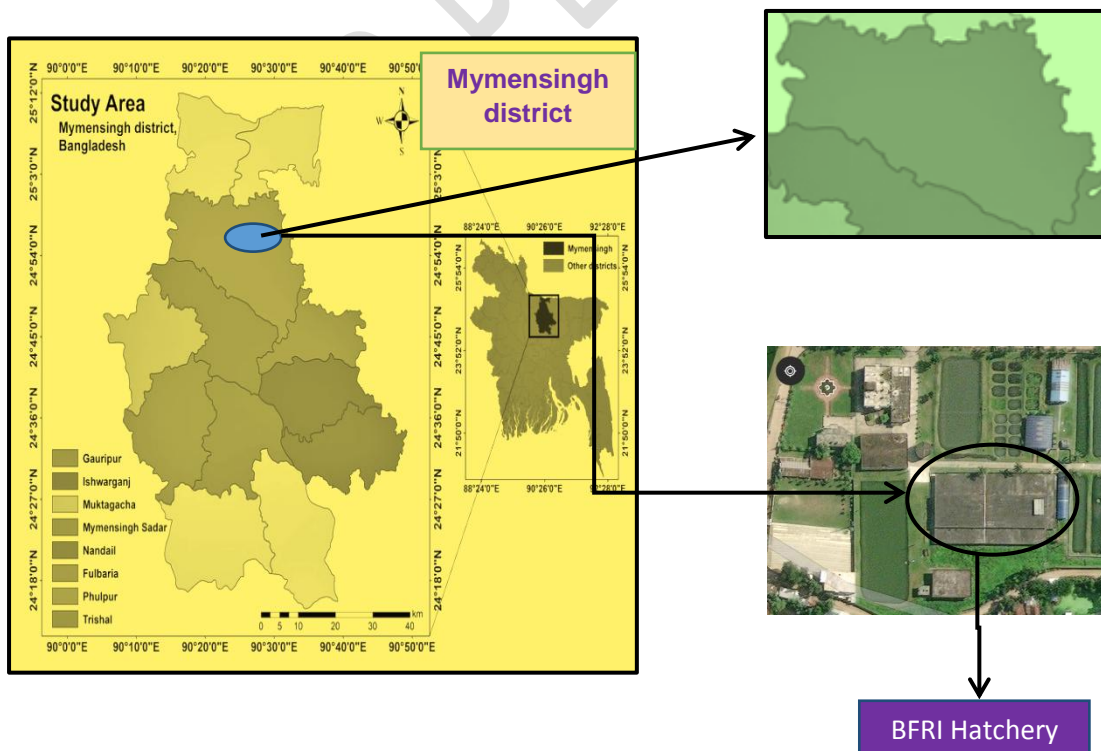 90°0'0"E 90°10'0"E 90°20'0"E 90°30'0"E 90°40'0"E 90°50'
Mymensingh
district
Study Area
Mymensingh district,
Bangladesh
N
W
S
25°12'0"N
25°3'0"N
24°54'0"N
24°45'0"N
24°36'0"N
24°27'0"N
24°18'0"N
25°3'0"N
24°54'0"N
24°45'0"N
24°36'0"N
24°27'0"N
24°18'0"N
88°24'0"E 90°26'0"E 92°28'0"E
Mymensingh
Other districts
25°54'0"N
23°52'0"N
21°50'0"N
25°54'0"N
23°52'0"N
21°50'0"N
88°24'0"E 90°26'0"E 92°28'0"E
Gauripur
Ishwarganj
Muktagacha
Mymensingh Sadar
Nandail
Fulbaria
Phulpur
Trishal
km
0 5 10 20 30 40
90°0'0"E 90°10'0"E 90°20'0"E 90°30'0"E 90°40'0"E 90°50'0"E
BFRI Hatchery